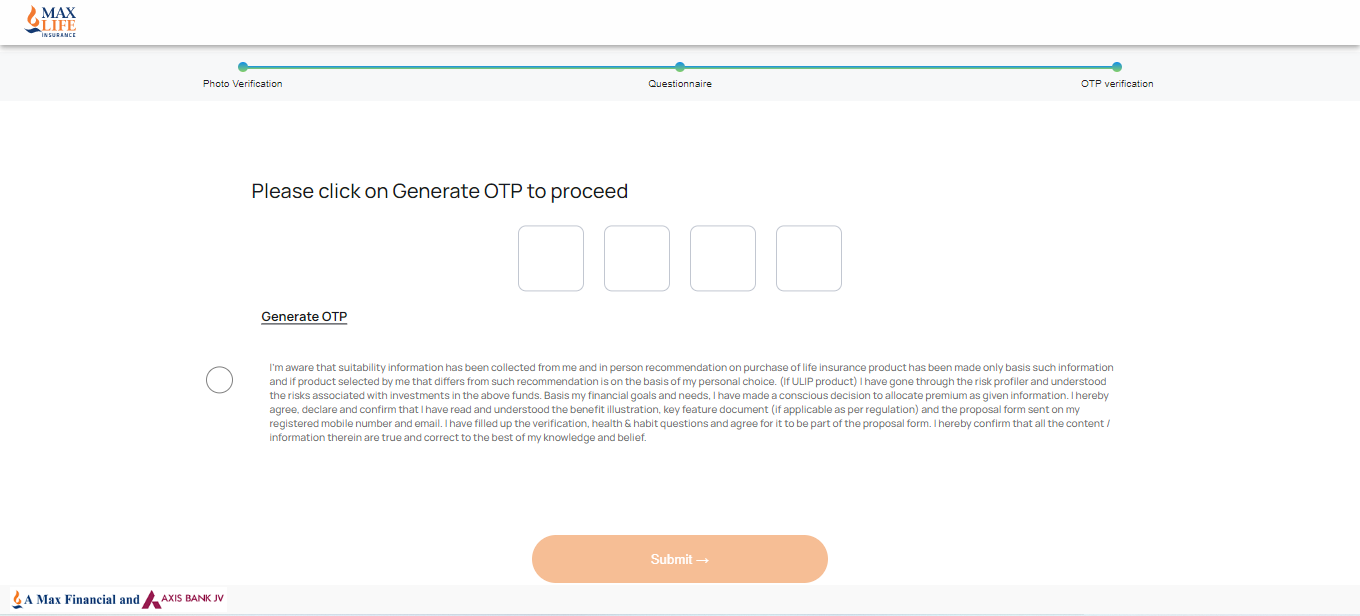 MAX
LIFE
INSURANCE
Photo Verification
Questionnaire
OTP verification
Please click on Generate OTP to proceed
Generate OTP
I'm aware that suitability information has been collected from me and in person recommendation on purchase of life insurance product has been made only basis such information
and if product selected by me that differs from such recommendation is on the basis of my personal choice. (If ULIP product) I have gone through the risk profiler and understood
the risks associated with investments in the above funds. Basis my financial goals and needs, I have made a conscious decision to allocate premium as given information. I hereby
agree, declare and confirm that I have read and understood the benefit illustration, key feature document (if applicable as per regulation) and the proposal form sent on my
registered mobile number and email. I have filled up the verification, health & habit questions and agree for it to be part of the proposal form. I hereby confirm that all the content /
information therein are true and correct to the best of my knowledge and belief.
Submit →
A Max Financial and AXIS BANK JV